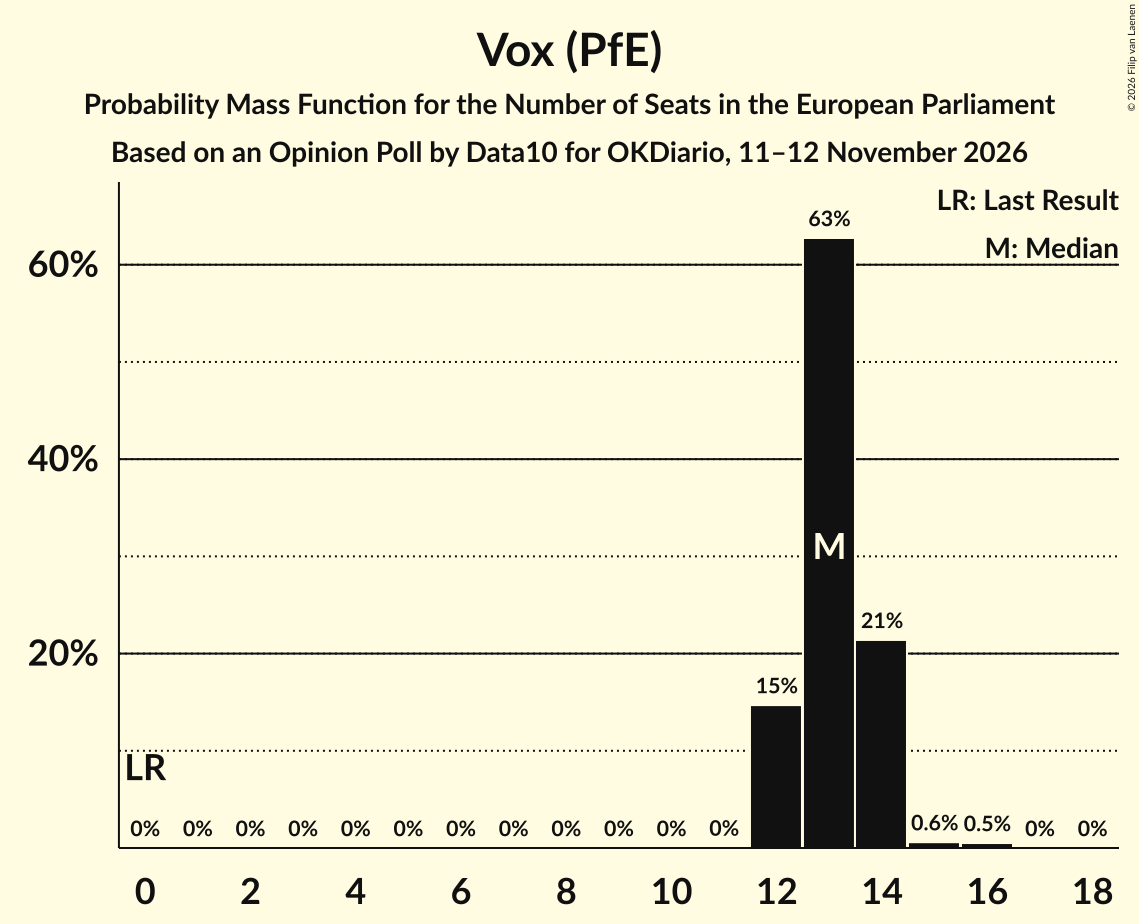 Vox (PfE)
Probability Mass Function for the Number of Seats in the European Parliament
Based on an Opinion Poll by Data10 for OKDiario, 11–12 November 2026
© 2026 Filip van Laenen
LR: Last Result
M: Median
60%
40%
20%
63%
M
21%
15%
LR
0% 0% 0% 0% 0% 0% 0% 0% 0% 0% 0% 0% 0.6% 0.5% 0% 0%
0 2 4 6 8 10 12 14 16 18